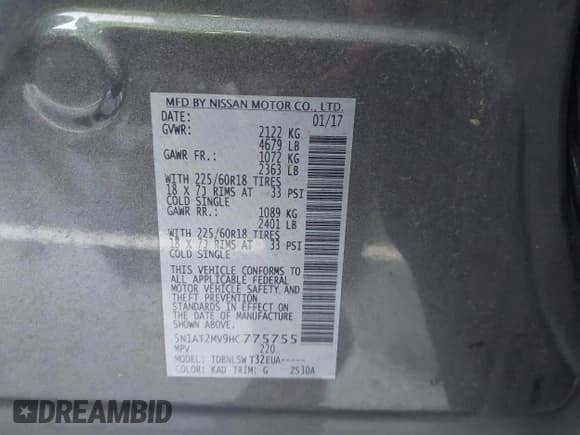 MFD BY NISSAN MOTOR CO., LTD.
DATE: 01/17
GVWR: 2122 KG
4679 LB
GAWR FR.: 1072 KG
2363 LB
WITH 225/60R18 TIRES
18 X 7J RIMS AT 33 PSI
COLD SINGLE
GAWR RR.: 1089 KG
2401 LB
WITH 225/60R18 TIRES
18 X 7J RIMS AT 33 PSI
COLD SINGLE
THIS VEHICLE CONFORMS TO
ALL APPLICABLE FEDERAL
MOTOR VEHICLE SAFETY AND
THEFT PREVENTION
STANDARDS IN EFFECT ON
THE DATE OF MANUFACTURE
SHOWN ABOVE.
5N1AT2MV9HC775755
MPV 220
MODEL: TDBNLSW T32EUA-----
COLOR: KAD TRIM: G 2S10A
DREAMBID